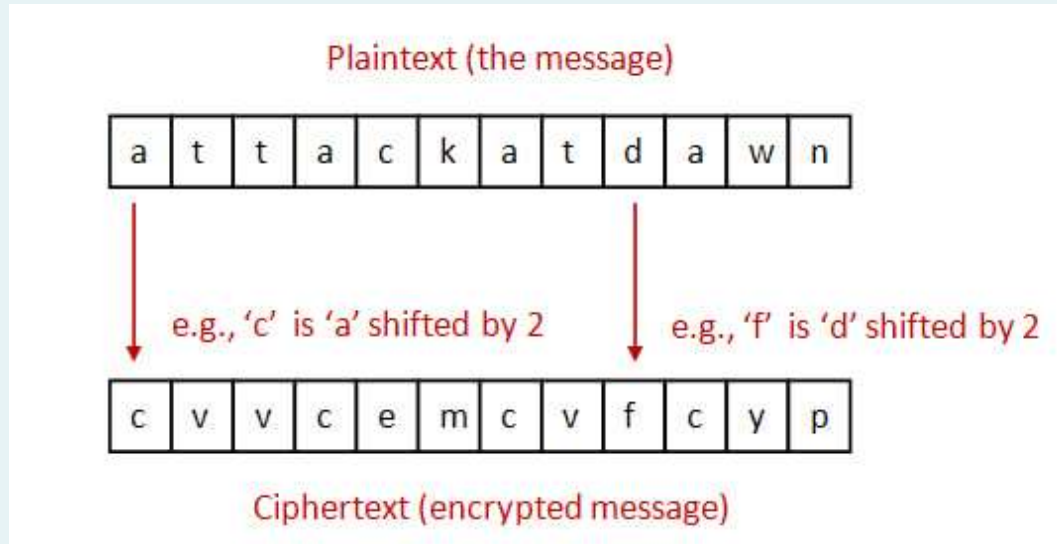 Plaintext (the message)
a t t a c k a t d a w n
e.g., ‘c’ is ‘a’ shifted by 2 e.g., ‘f’ is ‘d’ shifted by 2
c v v c e m c v f c y p
Ciphertext (encrypted message)